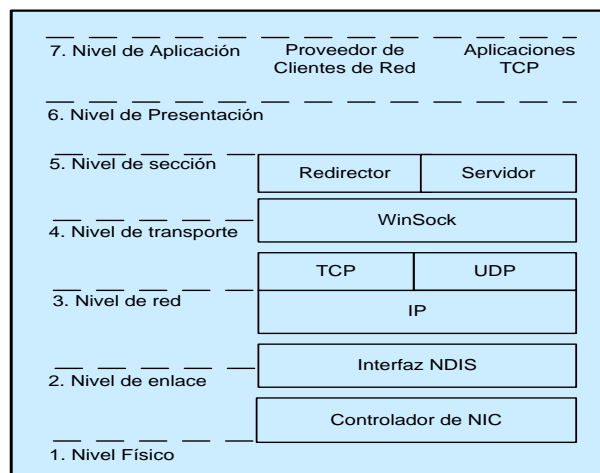 7. Nivel de Aplicación
Proveedor de
Clientes de Red
Aplicaciones
TCP
6. Nivel de Presentación
5. Nivel de sección
Redirector
Servidor
WinSock
4. Nivel de transporte
TCP
UDP
3. Nivel de red
IP
Interfaz NDIS
2. Nivel de enlace
Controlador de NIC
1. Nivel Físico